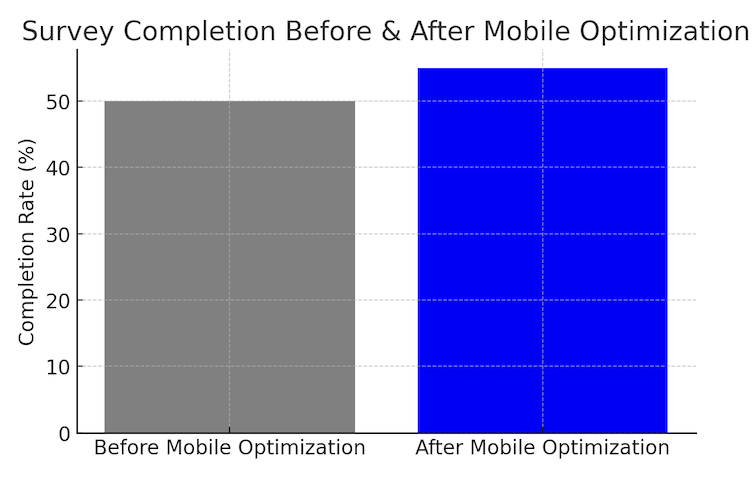 Survey Completion Before & After Mobile Optimization
Completion Rate (%)
50
40
30
20
10
0
Before Mobile Optimization
After Mobile Optimization